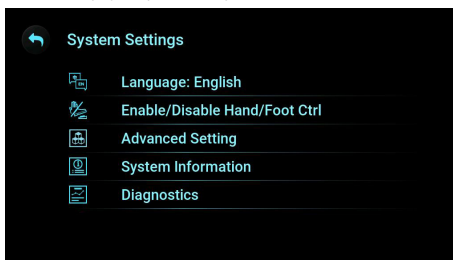 System Settings
Language: English
Enable/Disable Hand/Foot Ctrl
Advanced Setting
System Information
Diagnostics